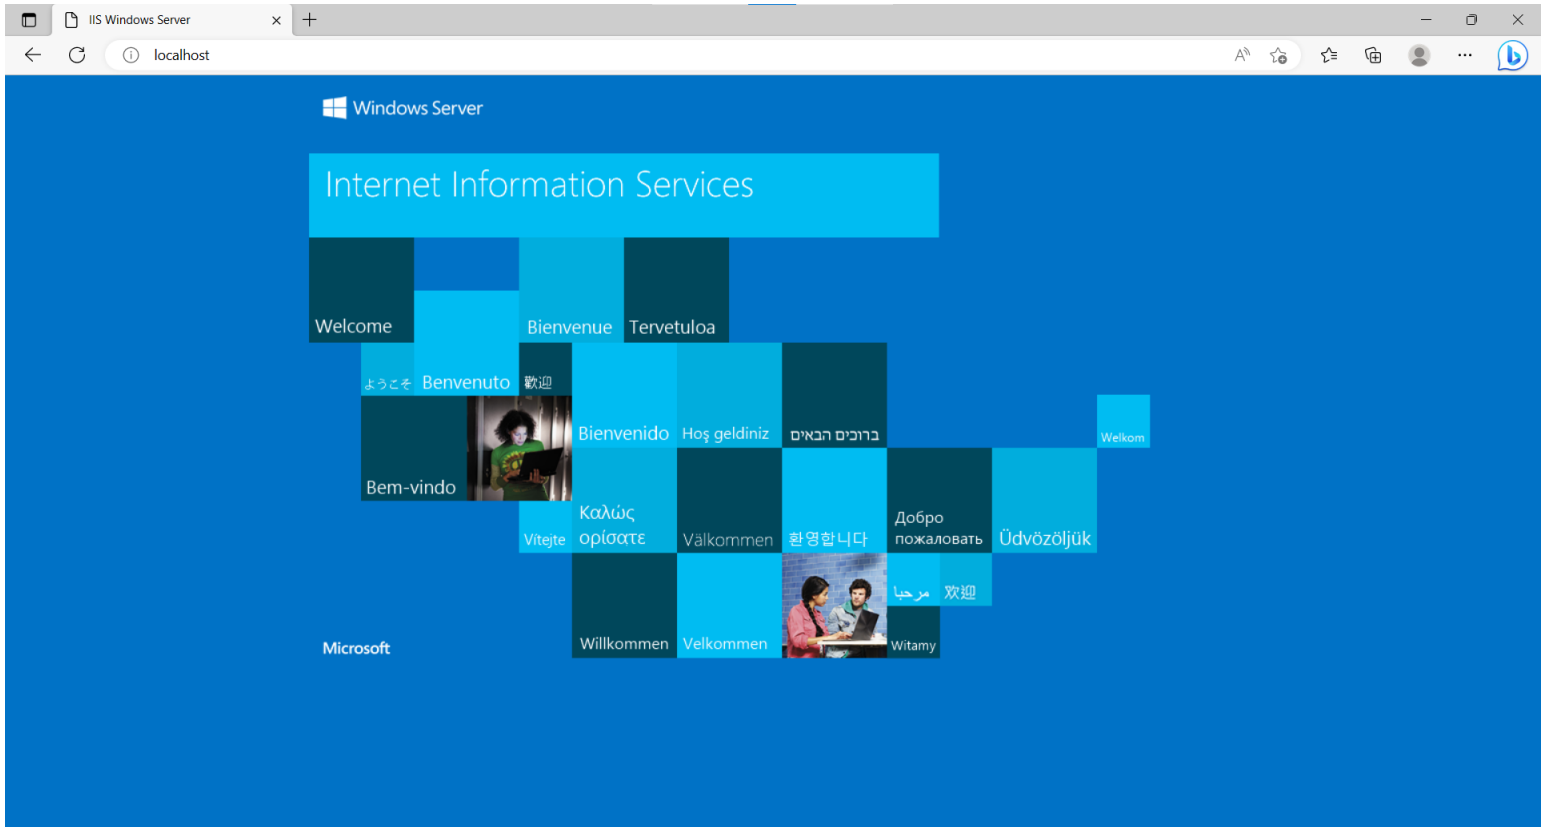 IIS Windows Server
localhost
Windows Server
Internet Information Services
Welcome
Bienvenue
Tervetuloa
ようこそ
Benvenuto
歡迎
Bienvenido
Hoş geldiniz
ברוכים הבאים
Welkom
Bem-vindo
Vítejte
Καλώς
ορίσατε
Välkommen
환영합니다
Добро
пожаловать
Üdvözöljük
Willkommen
Velkommen
مرحبا
欢迎
Witamy
Microsoft